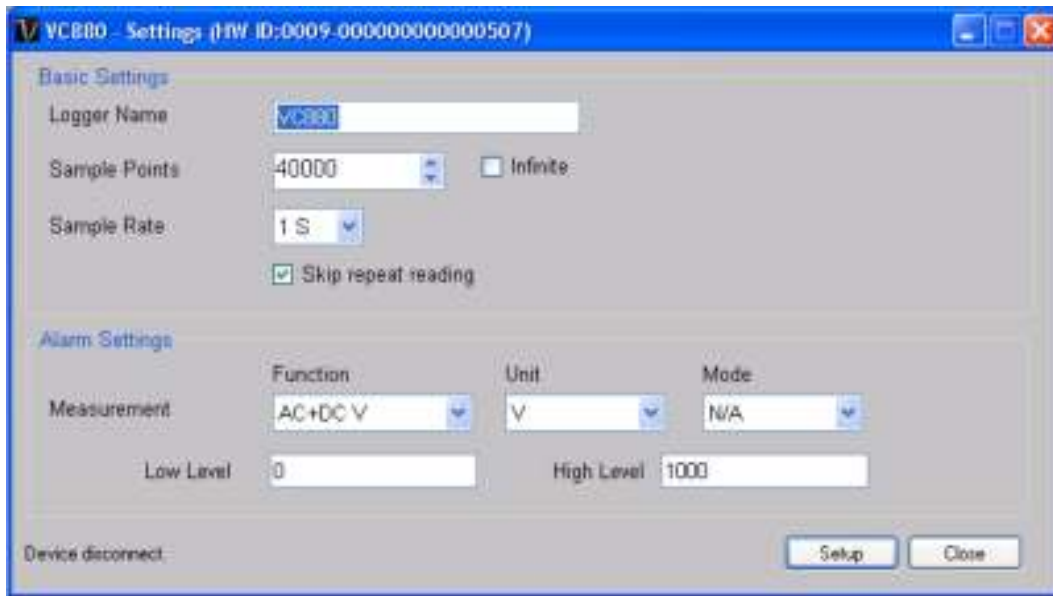 VC880 - Settings (HW ID:0009-000000000000507)
Basic Settings
Logger Name VC880
Sample Points 40000 Infinite
Sample Rate 1 S
Skip repeat reading
Alarm Settings
Function Unit Mode
Measurement AC+DC V V N/A
Low Level 0 High Level 1000
Device disconnect Setup Close